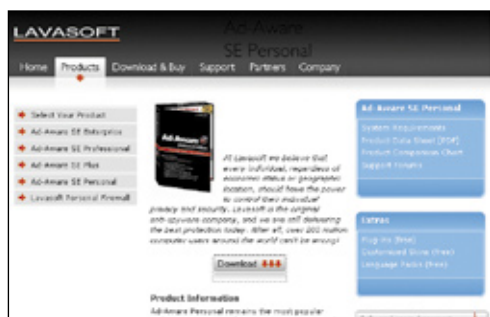 LAVASOFT
Ad-Aware
SE Personal
Home Products Download & Buy Support Partners Company
Select Your Product
Ad-Aware SE Enterprise
Ad-Aware SE Professional
Ad-Aware SE Plus
Ad-Aware SE Personal
Lavasoft Personal Firewall
Ad-Aware
At Lavasoft we believe that
every individual, regardless of
economic status or geographic
location, should have the power
to control their individual
privacy and security. Lavasoft is the original
anti-spyware company, and we are still delivering
the best protection today. After all, over 200 million
computer users around the world can't be wrong!
Download
Product Information
Ad-Aware Personal remains the most popular
Ad-Aware SE Personal
System Requirements
Product Data Sheet (PDF)
Product Comparison Chart
Support Forums
Extras
Plug-ins (free)
Customized Skins (free)
Language Packs (free)